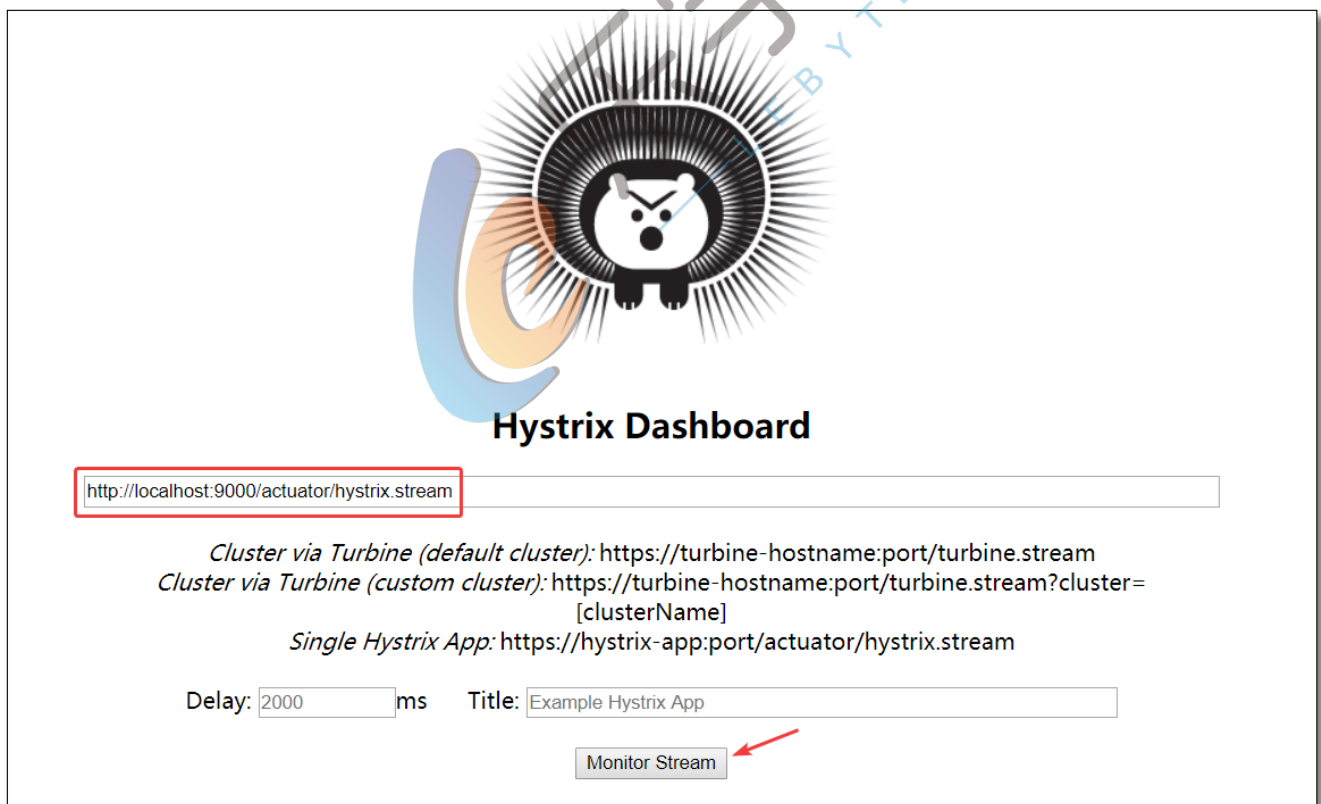 Hystrix Dashboard
http://localhost:9000/actuator/hystrix.stream
Cluster via Turbine (default cluster): https://turbine-hostname:port/turbine.stream
Cluster via Turbine (custom cluster): https://turbine-hostname:port/turbine.stream?cluster=
[clusterName]
Single Hystrix App: https://hystrix-app:port/actuator/hystrix.stream
Delay: 2000 ms Title: Example Hystrix App
Monitor Stream